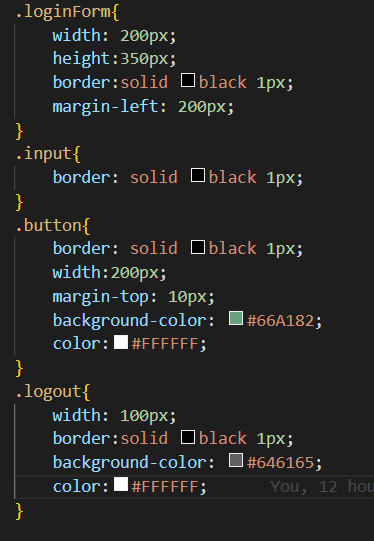 .loginForm{
width: 200px;
height:350px;
border:solid black 1px;
margin-left: 200px;
}
.input{
border: solid black 1px;
}
.button{
border: solid black 1px;
width:200px;
margin-top: 10px;
background-color: #66A182;
color:#FFFFFF;
}
.logout{
width: 100px;
border:solid black 1px;
background-color: #646165;
color:#FFFFFF; You, 12 hou
}